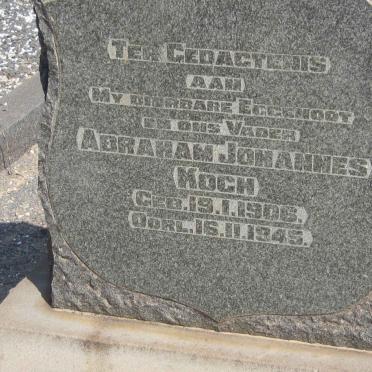 TER GEDAGTENIS
AAN
MY DIERBARE EGGENOOT
EN ONS VADER
ABRAHAM JOHANNES
KOCH
GEB. 19.1.1906.
OORL. 16.11.1945.